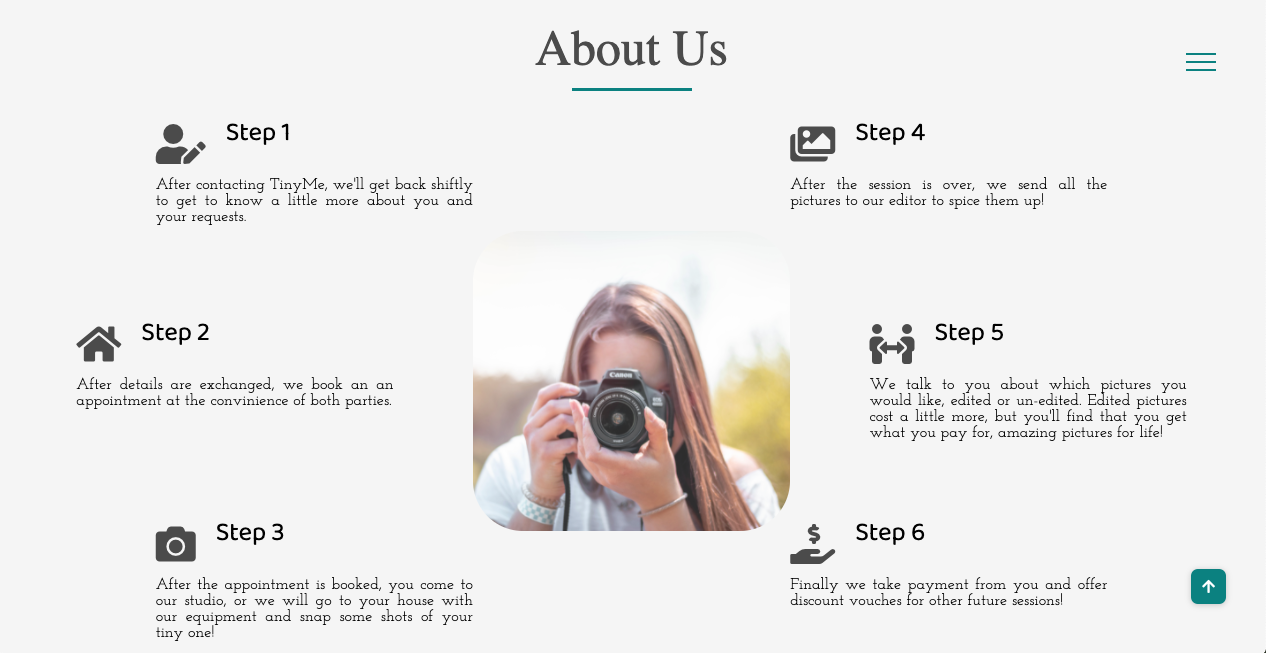 About Us
Step 1
After contacting TinyMe, we'll get back shiftly
to get to know a little more about you and
your requests.
Step 2
After details are exchanged, we book an an
appointment at the convinience of both parties.
Step 3
After the appointment is booked, you come to
our studio, or we will go to your house with
our equipment and snap some shots of your
tiny one!
Canon
Step 4
After the session is over, we send all the
pictures to our editor to spice them up!
Step 5
We talk to you about which pictures you
would like, edited or un-edited. Edited pictures
cost a little more, but you'll find that you get
what you pay for, amazing pictures for life!
Step 6
Finally we take payment from you and offer
discount vouches for other future sessions!